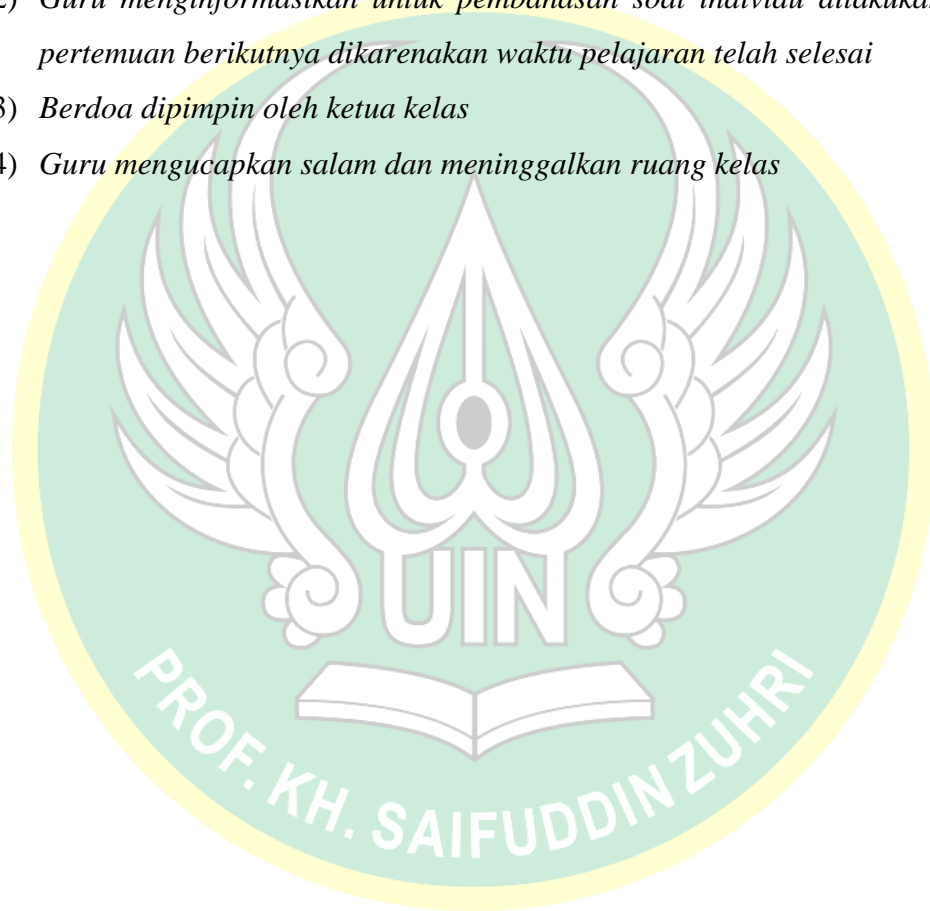 2) Guru menginformasikan untuk pembahasan soal individu dilakukan
pertemuan berikutnya dikarenakan waktu pelajaran telah selesai
3) Berdoa dipimpin oleh ketua kelas
4) Guru mengucapkan salam dan meninggalkan ruang kelas
UIN
PROF. KH. SAIFUDDIN ZUHRI